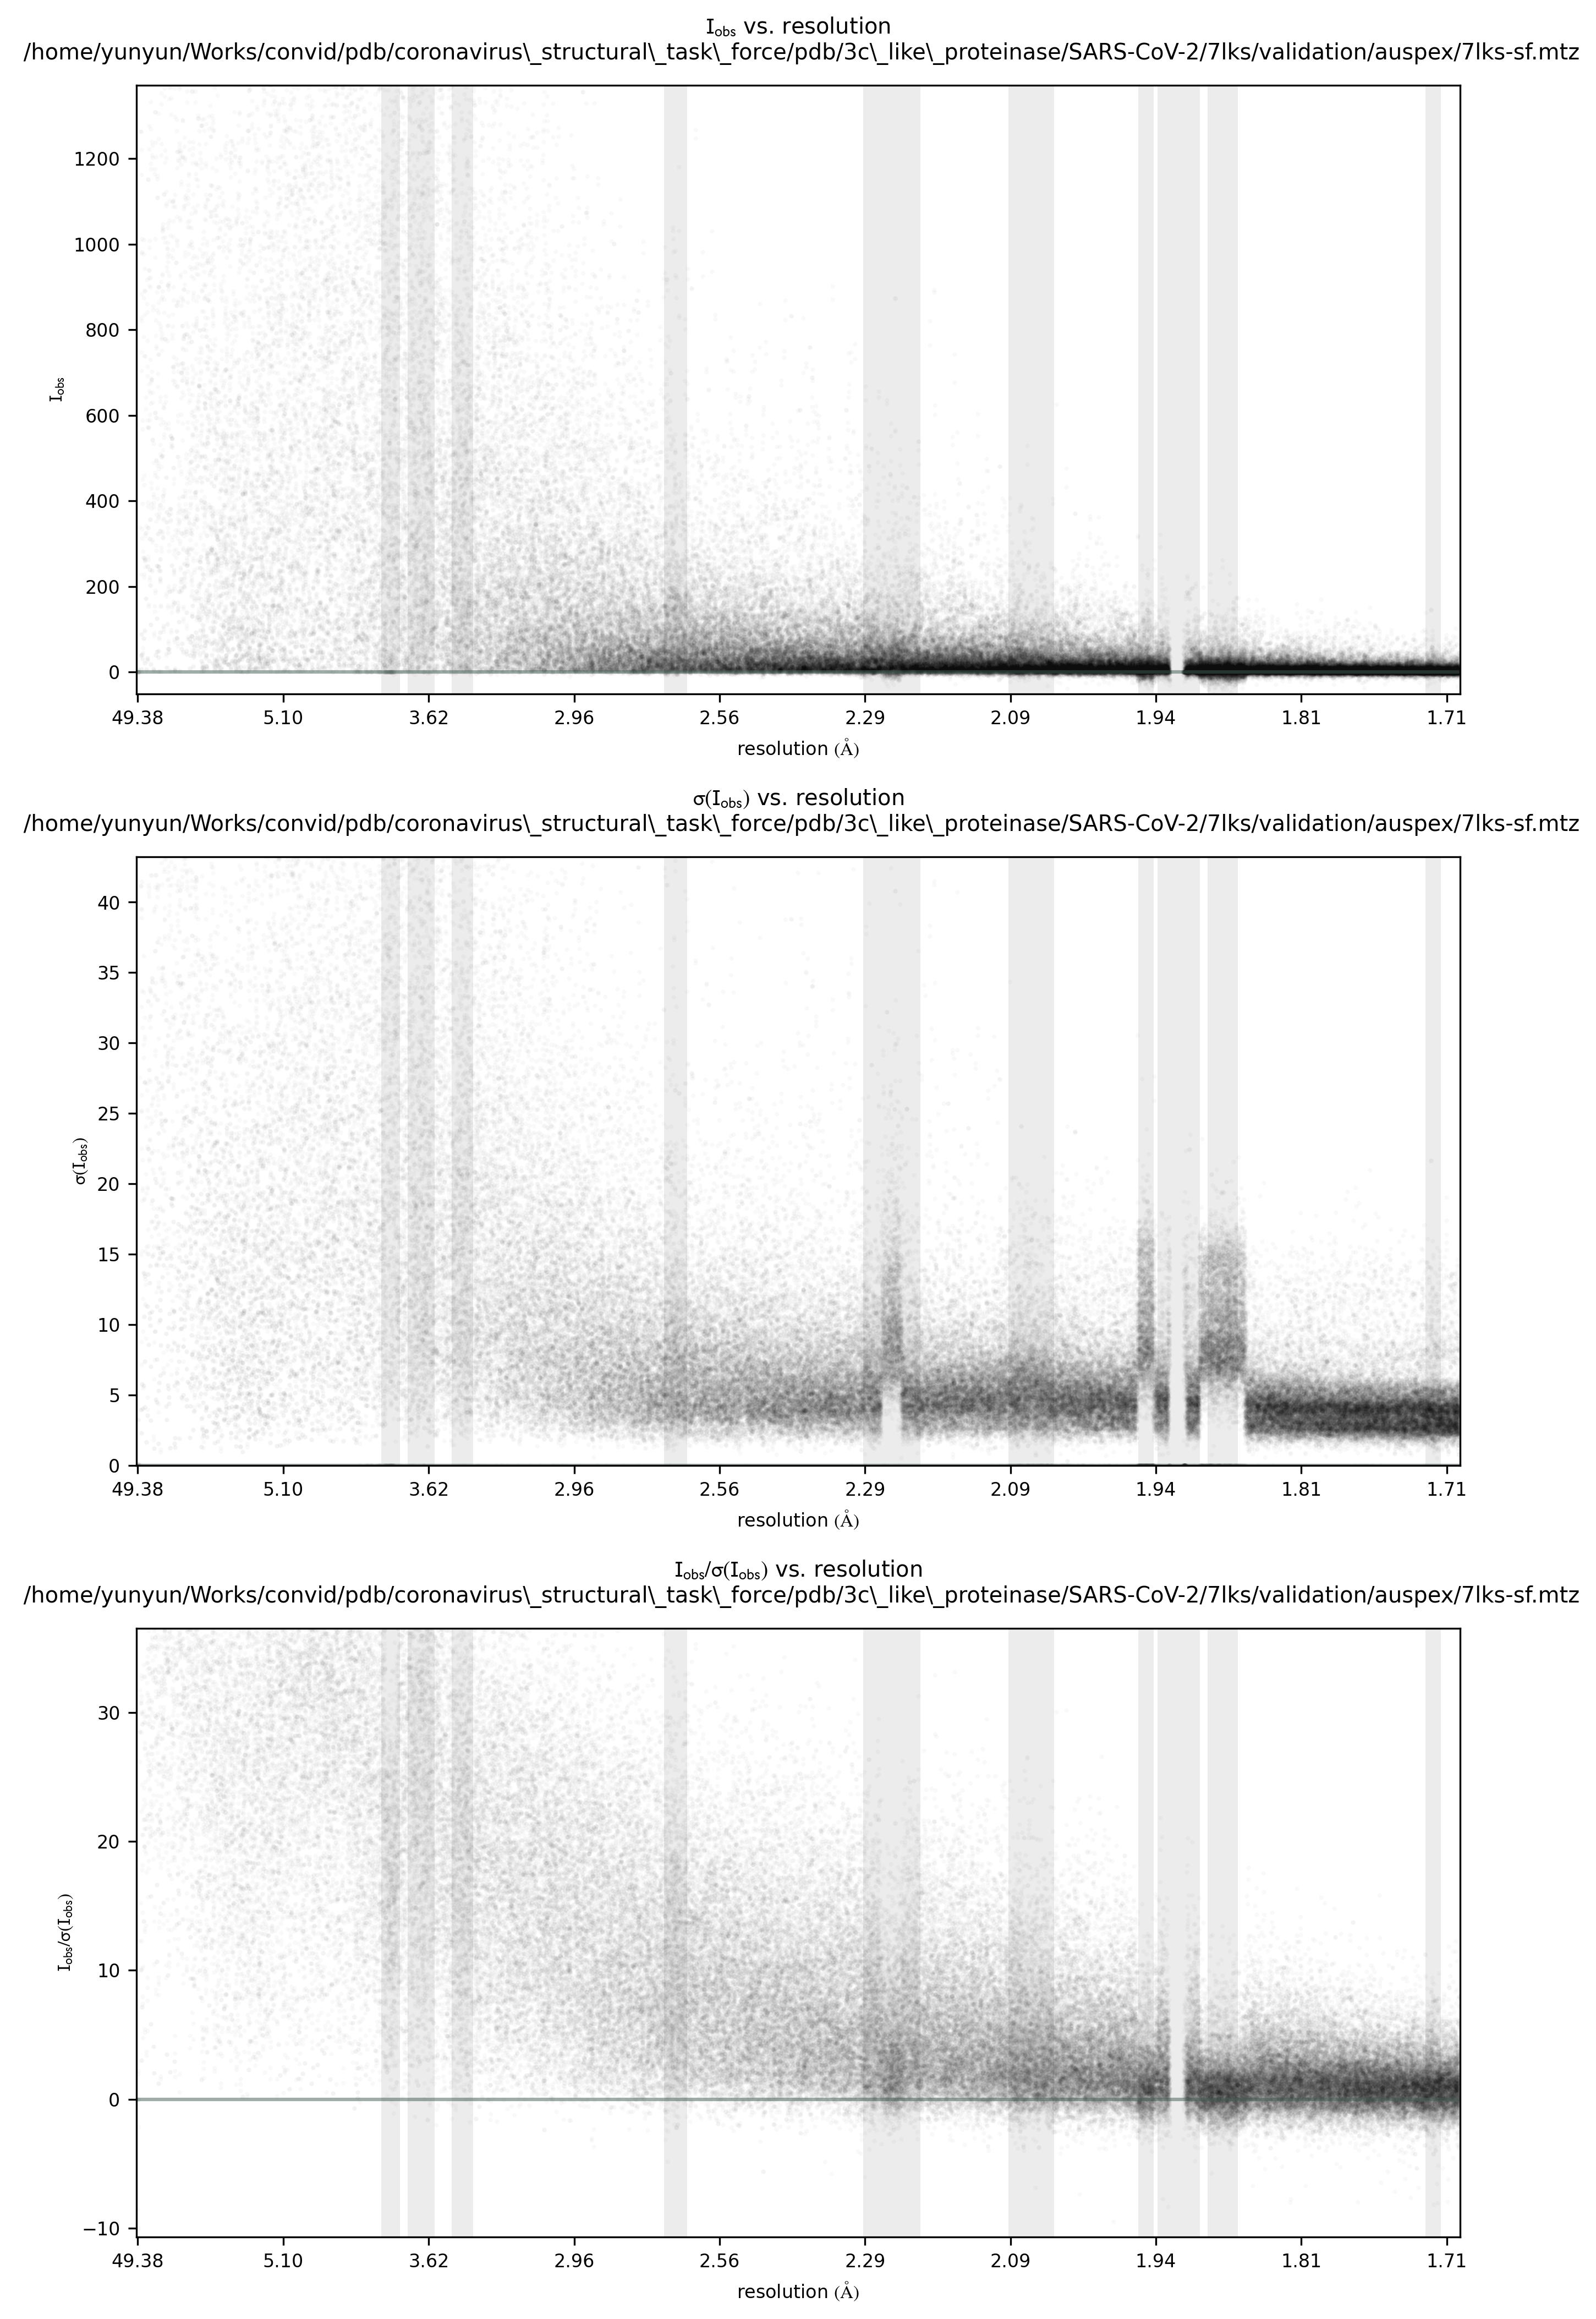 I_obs vs. resolution
/home/yunyun/Works/convid/pdb/coronavirus\_structural\_task\_force/pdb/3c\_like\_proteinase/SARS-CoV-2/7lks/validation/auspex/7lks-sf.mtz
1200
1000
800
600
400
200
0
I_obs
49.38 5.10 3.62 2.96 2.56 2.29 2.09 1.94 1.81 1.71
resolution (Å)
σ(I_obs) vs. resolution
/home/yunyun/Works/convid/pdb/coronavirus\_structural\_task\_force/pdb/3c\_like\_proteinase/SARS-CoV-2/7lks/validation/auspex/7lks-sf.mtz
40
35
30
25
20
15
10
5
0
σ(I_obs)
49.38 5.10 3.62 2.96 2.56 2.29 2.09 1.94 1.81 1.71
resolution (Å)
I_obs/σ(I_obs) vs. resolution
/home/yunyun/Works/convid/pdb/coronavirus\_structural\_task\_force/pdb/3c\_like\_proteinase/SARS-CoV-2/7lks/validation/auspex/7lks-sf.mtz
30
20
10
0
−10
I_obs/σ(I_obs)
49.38 5.10 3.62 2.96 2.56 2.29 2.09 1.94 1.81 1.71
resolution (Å)